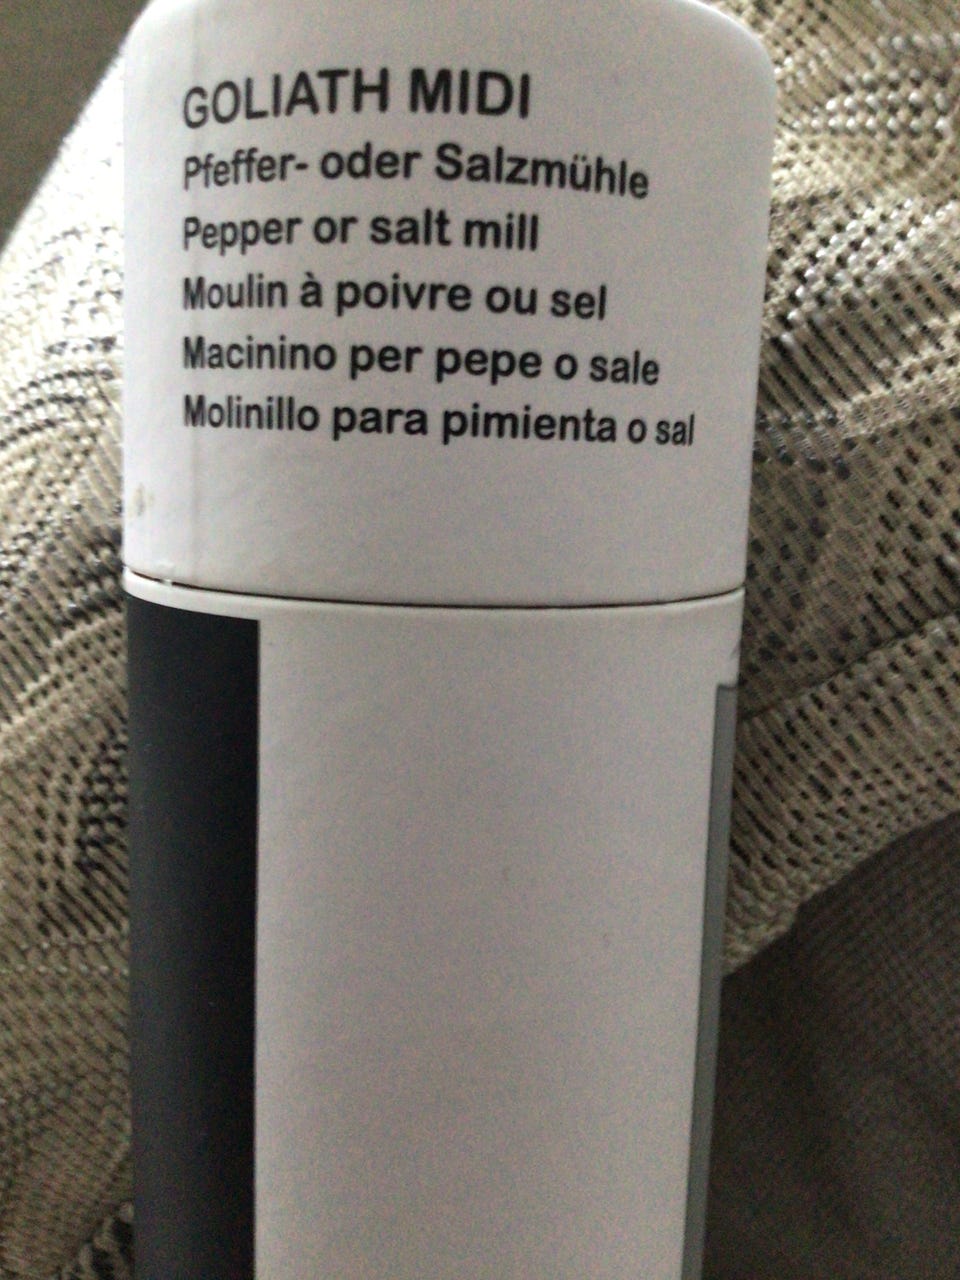 GOLIATH MIDI
Pfeffer- oder Salzmühle
Pepper or salt mill
Moulin à poivre ou sel
Macinino per pepe o sale
Molinillo para pimienta o sal